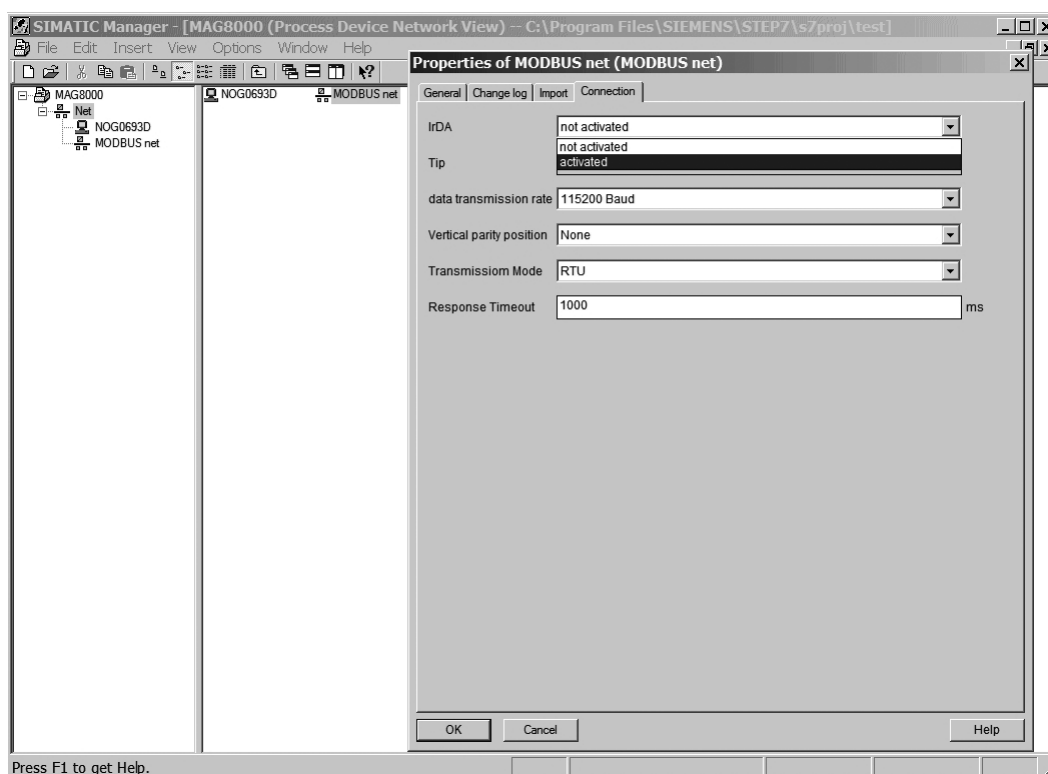 SIMATIC Manager - [MAG8000 (Process Device Network View) -- C:\Program Files\SIEMENS\STEP7\s7proj\test]
File Edit Insert View Options Window Help
MAG8000
Net
NOG0693D
MODBUS net
NOG0693D MODBUS net
Properties of MODBUS net (MODBUS net)
General Change log Import Connection
IrDA not activated
not activated
activated
Tip
data transmission rate 115200 Baud
Vertical parity position None
Transmissiom Mode RTU
Response Timeout 1000 ms
OK Cancel Help
Press F1 to get Help.